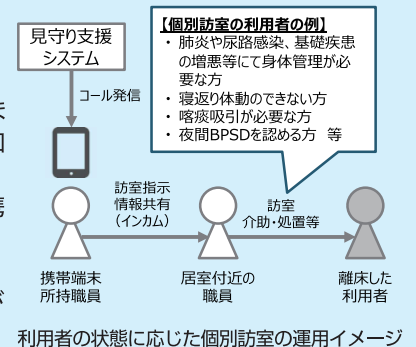 見守り支援
システム
コール発信
【個別訪室の利用者の例】
・ 肺炎や尿路感染、基礎疾患
の増悪等にて身体管理が必
要な方
・ 寝返り体動のできない方
・ 喀痰吸引が必要な方
・ 夜間BPSDを認める方 等
訪室指示
情報共有
(インカム)
訪室
介助・処置等
携帯端末
所持職員
居室付近の
職員
離床した
利用者
利用者の状態に応じた個別訪室の運用イメージ